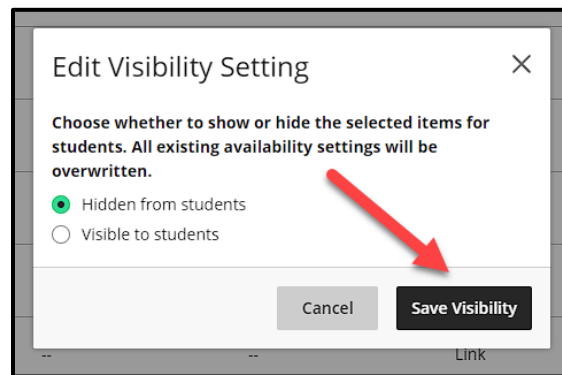 Edit Visibility Setting
Choose whether to show or hide the selected items for
students. All existing availability settings will be
overwritten.
Hidden from students
Visible to students
Cancel
Save Visibility
--
--
Link